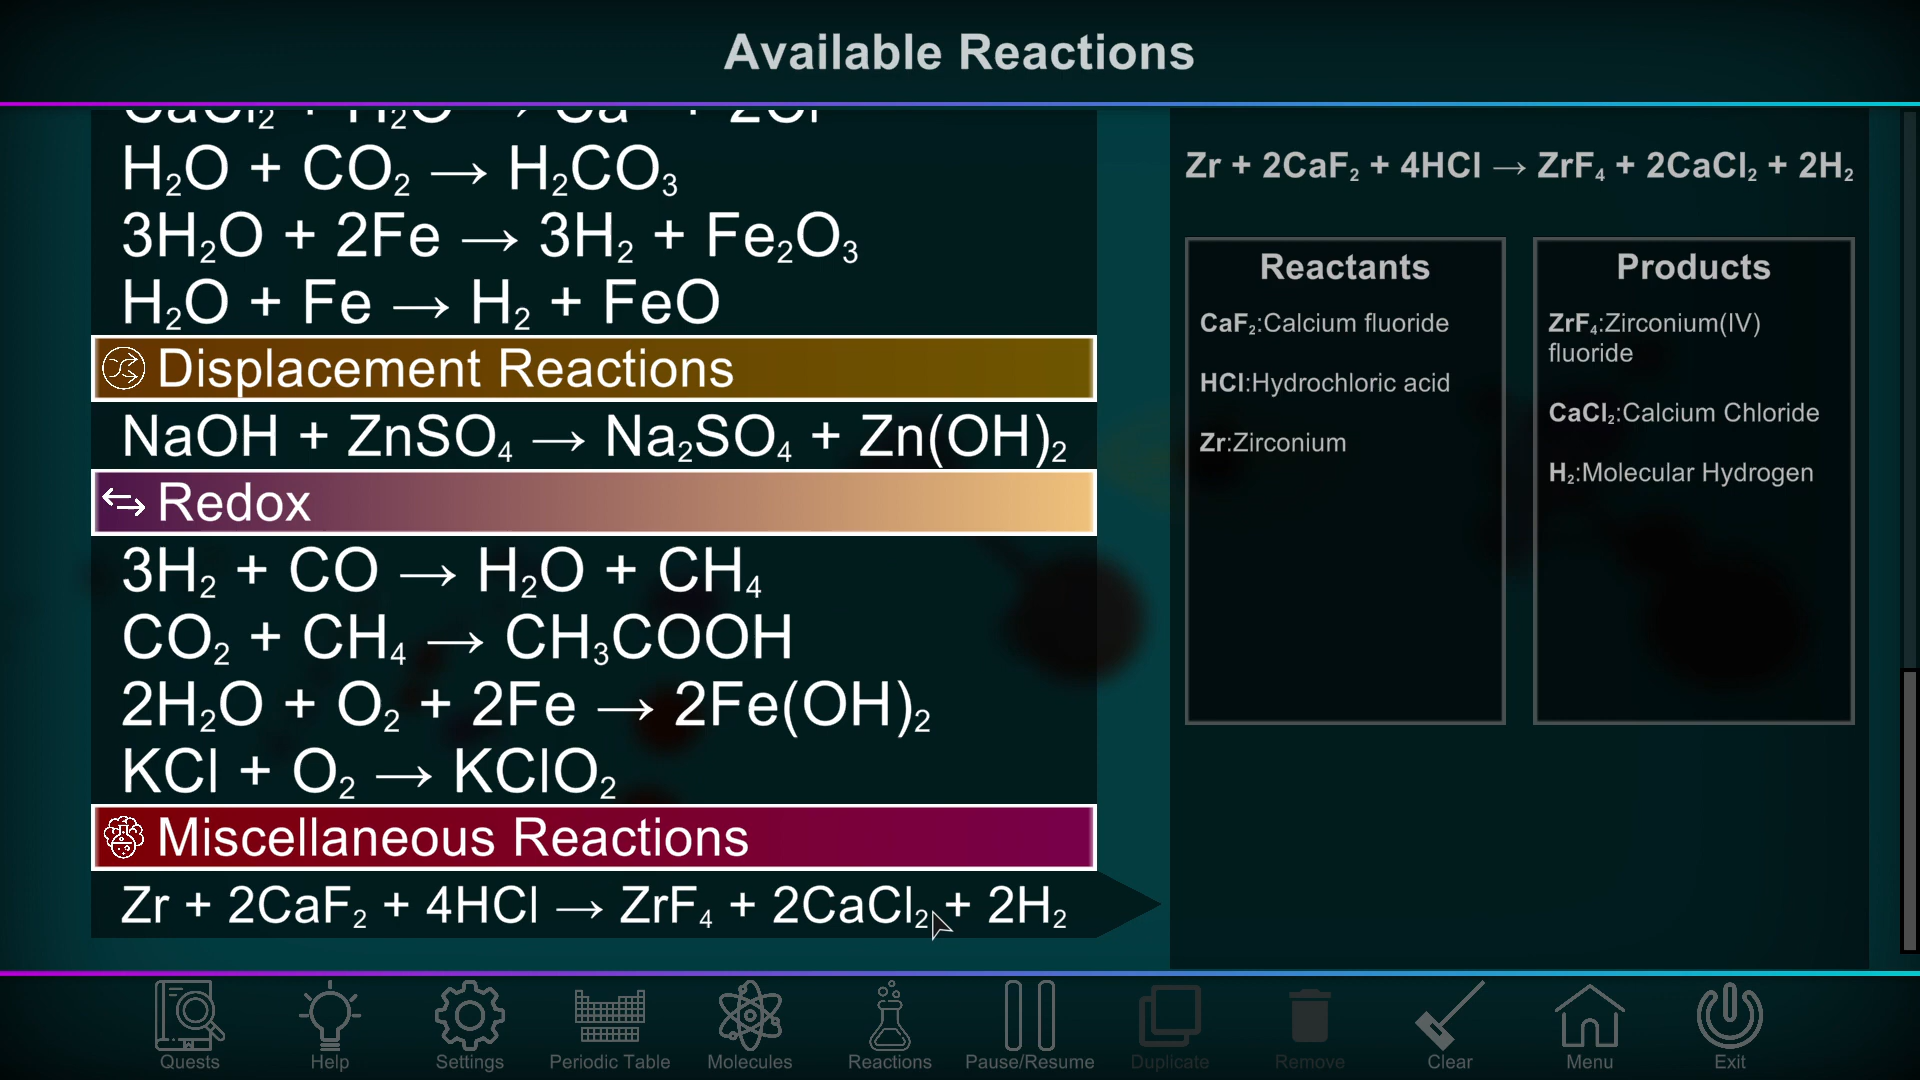 Available Reactions
H₂O + CO₂ → H₂CO₃
3H₂O + 2Fe → 3H₂ + Fe₂O₃
H₂O + Fe → H₂ + FeO
Displacement Reactions
NaOH + ZnSO₄ → Na₂SO₄ + Zn(OH)₂
Redox
3H₂ + CO → H₂O + CH₄
CO₂ + CH₄ → CH₃COOH
2H₂O + O₂ + 2Fe → 2Fe(OH)₂
KCl + O₂ → KClO₂
Miscellaneous Reactions
Zr + 2CaF₂ + 4HCl → ZrF₄ + 2CaCl₂ + 2H₂
Zr + 2CaF₂ + 4HCl → ZrF₄ + 2CaCl₂ + 2H₂
Reactants
CaF₂:Calcium fluoride
HCl:Hydrochloric acid
Zr:Zirconium
Products
ZrF₄:Zirconium(IV)
fluoride
CaCl₂:Calcium Chloride
H₂:Molecular Hydrogen
Quests
Help
Settings
Periodic Table
Molecules
Reactions
Pause/Resume
Duplicate
Remove
Clear
Menu
Exit